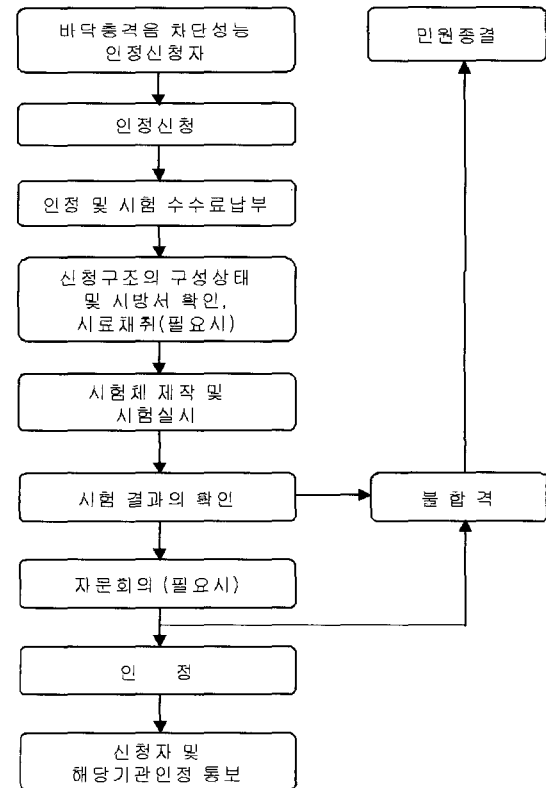 바닥충격음 차단성능
인정신청자
민원종결
인정신청
인정 및 시험 수수료납부
신청구조의 구성상태
및 시방서 확인,
시료채취(필요시)
시험체 제작 및
시험실시
시험 결과의 확인
불 합 격
자문회의 (필요시)
인 정
신청자 및
해당기관인정 통보